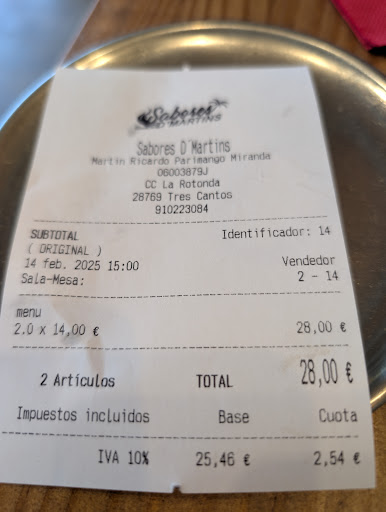 Sabores
D'MARTINS
Sabores D'Martins
Martin Ricardo Parimango Miranda
06003879J
CC La Rotonda
28769 Tres Cantos
910223084
SUBTOTAL Identificador: 14
( ORIGINAL )
14 feb. 2025 15:00 Vendedor
Sala-Mesa: 2 - 14
menu
2.0 x 14,00 € 28,00 €
2 Artículos TOTAL 28,00 €
Impuestos incluidos Base Cuota
IVA 10% 25,46 € 2,54 €